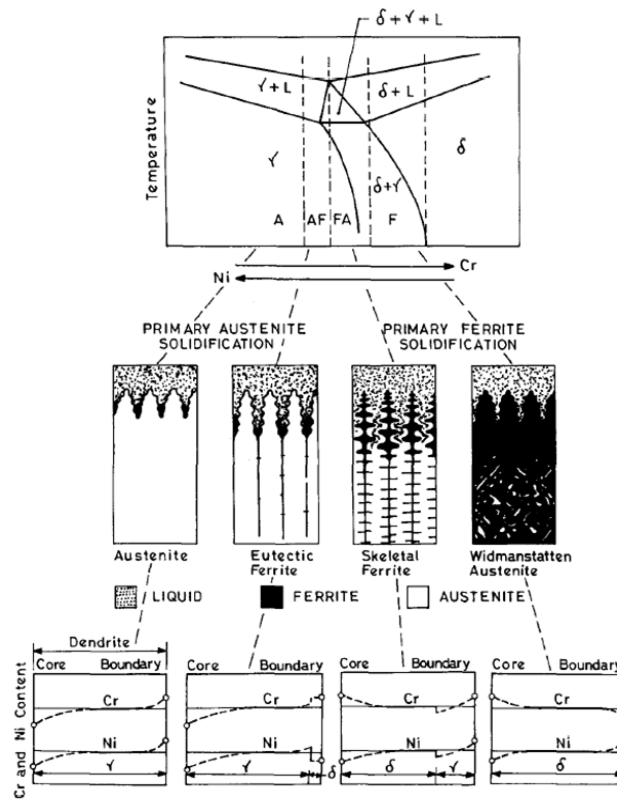 δ+γ+L
γ+L
δ+L
Temperature
γ
δ
δ+γ
A AF FA F
Cr
Ni
PRIMARY AUSTENITE SOLIDIFICATION
PRIMARY FERRITE SOLIDIFICATION
Austenite
Eutectic Ferrite
Skeletal Ferrite
Widmanstatten Austenite
LIQUID FERRITE AUSTENITE
Dendrite
Core Boundary Core Boundary Core Boundary Core Boundary
Cr and Ni Content
Cr Cr Cr Cr
Ni Ni Ni Ni
γ γ δ δ γ δ